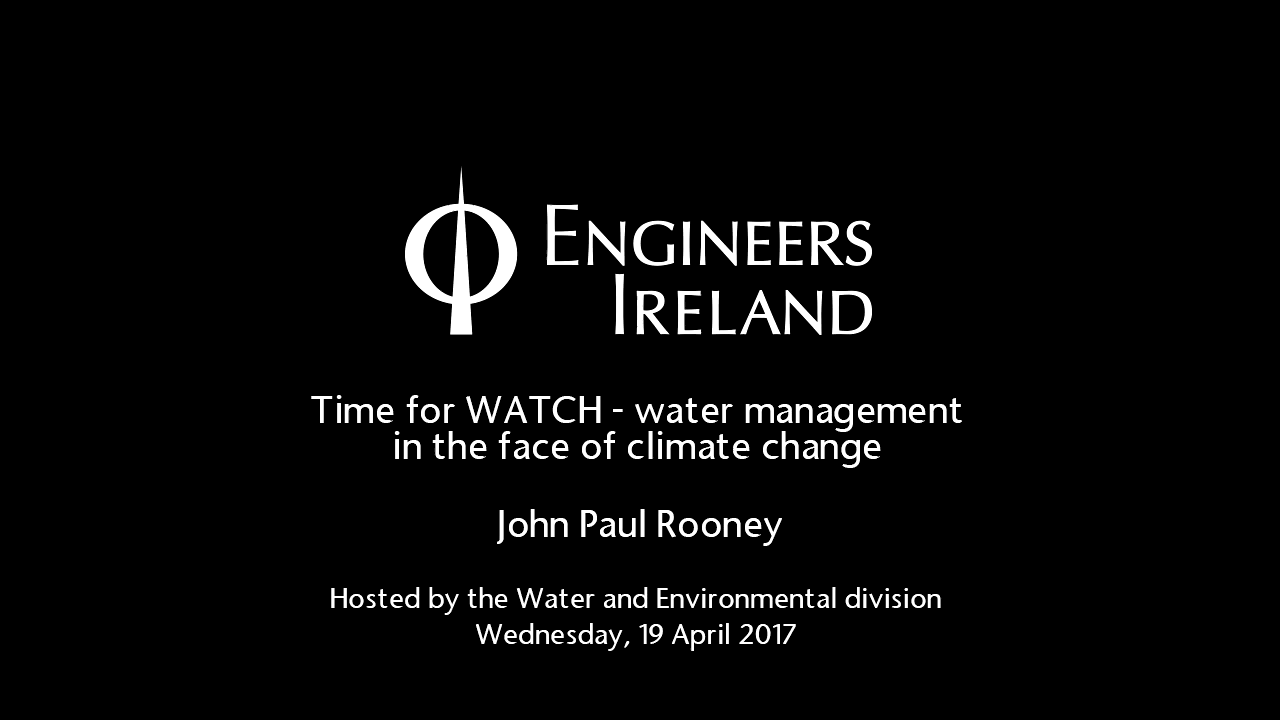 ENGINEERS
IRELAND
Time for WATCH - water management
in the face of climate change
John Paul Rooney
Hosted by the Water and Environmental division
Wednesday, 19 April 2017